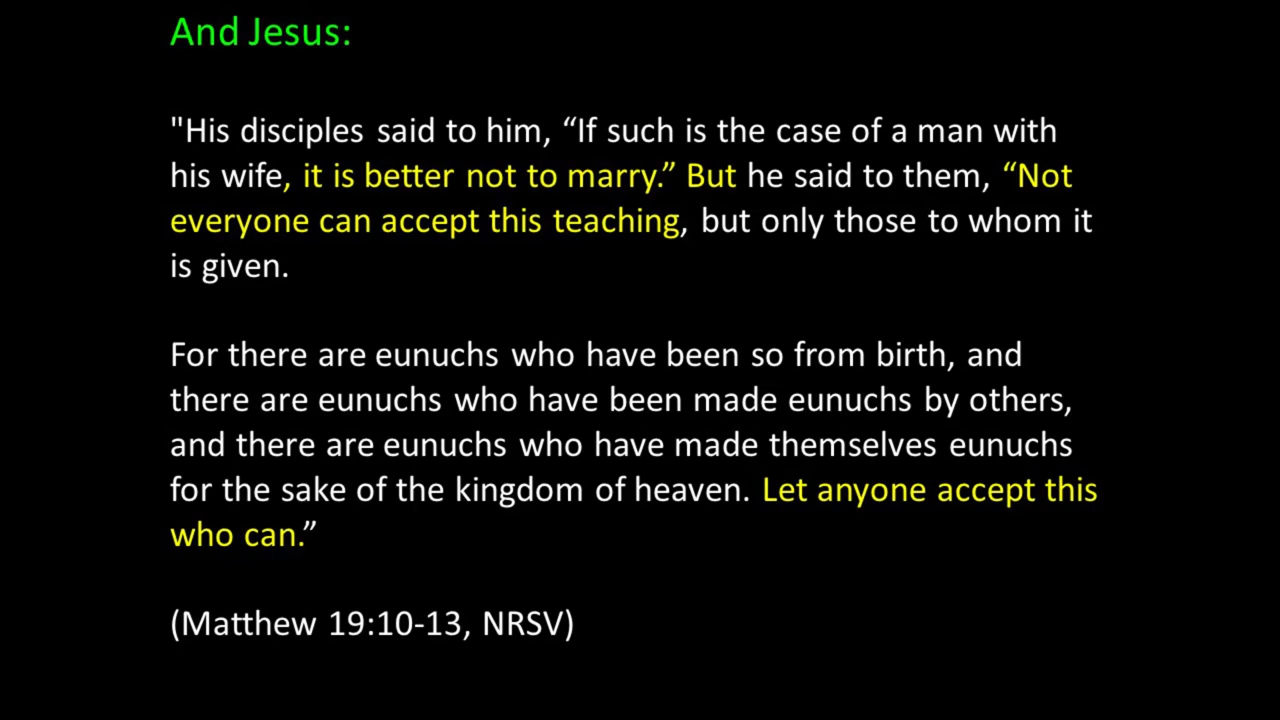 And Jesus:
"His disciples said to him, “If such is the case of a man with
his wife, it is better not to marry.” But he said to them, “Not
everyone can accept this teaching, but only those to whom it
is given.
For there are eunuchs who have been so from birth, and
there are eunuchs who have been made eunuchs by others,
and there are eunuchs who have made themselves eunuchs
for the sake of the kingdom of heaven. Let anyone accept this
who can.”
(Matthew 19:10-13, NRSV)